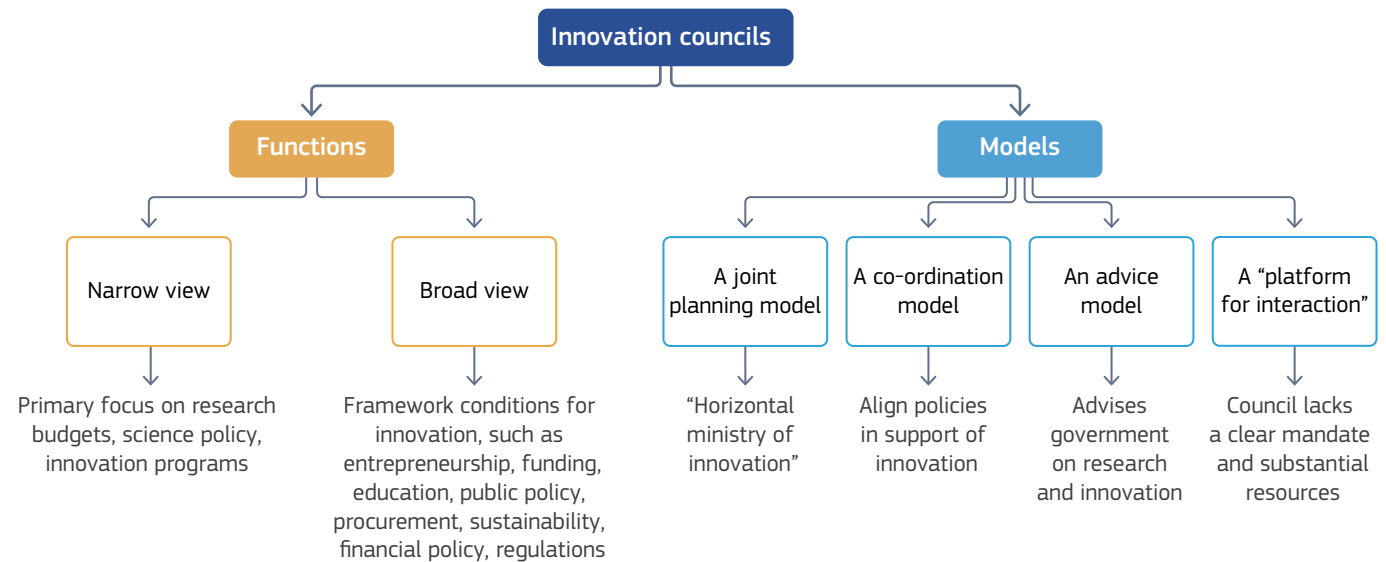 Innovation councils
Functions
Models
Narrow view
Broad view
A joint
planning model
A co-ordination
model
An advice
model
A “platform
for interaction”
Primary focus on research
budgets, science policy,
innovation programs
Framework conditions for
innovation, such as
entrepreneurship, funding,
education, public policy,
procurement, sustainability,
financial policy, regulations
“Horizontal
ministry of
innovation”
Align policies
in support of
innovation
Advises
government
on research
and innovation
Council lacks
a clear mandate
and substantial
resources